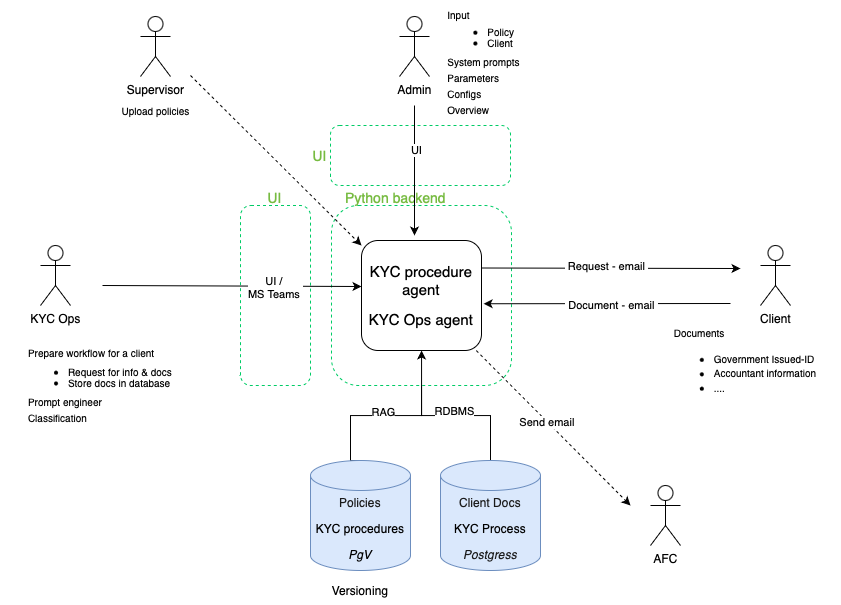 Input
Policy
Client
Supervisor
Admin
System prompts
Parameters
Configs
Overview
Upload policies
UI
UI
UI
Python backend
KYC procedure
agent
KYC Ops agent
Request - email
UI /
MS Teams
Document - email
KYC Ops
Client
Prepare workflow for a client
Request for info & docs
Store docs in database
Prompt engineer
Classification
Documents
Government Issued-ID
Accountant information
....
RAG
RDBMS
Send email
Policies
KYC procedures
PgV
Client Docs
KYC Process
Postgress
AFC
Versioning